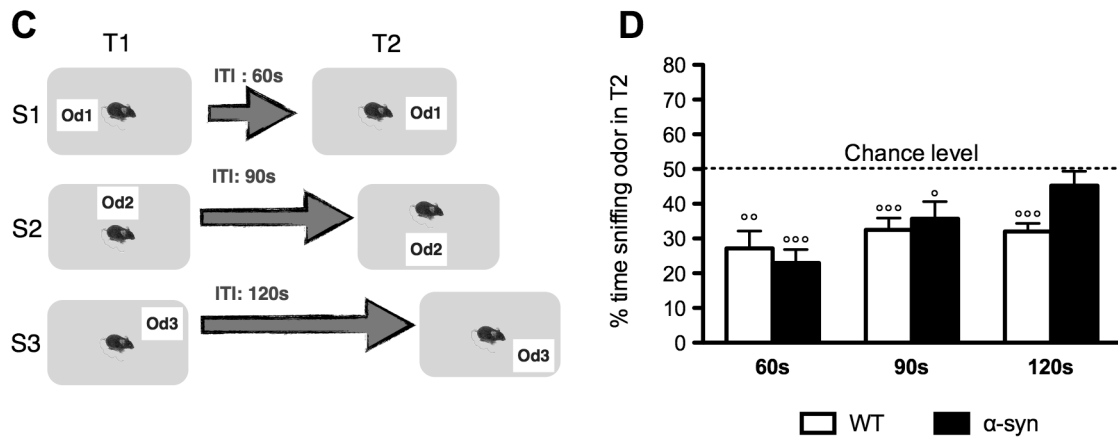 C
T1
T2
S1
Od1
ITI : 60s
Od1
S2
Od2
ITI: 90s
Od2
S3
Od3
ITI: 120s
Od3
D
% time sniffing odor in T2
80
70
60
50
40
30
20
10
0
Chance level
°°
°°°
°°°
°
°°°
60s
90s
120s
WT
α-syn